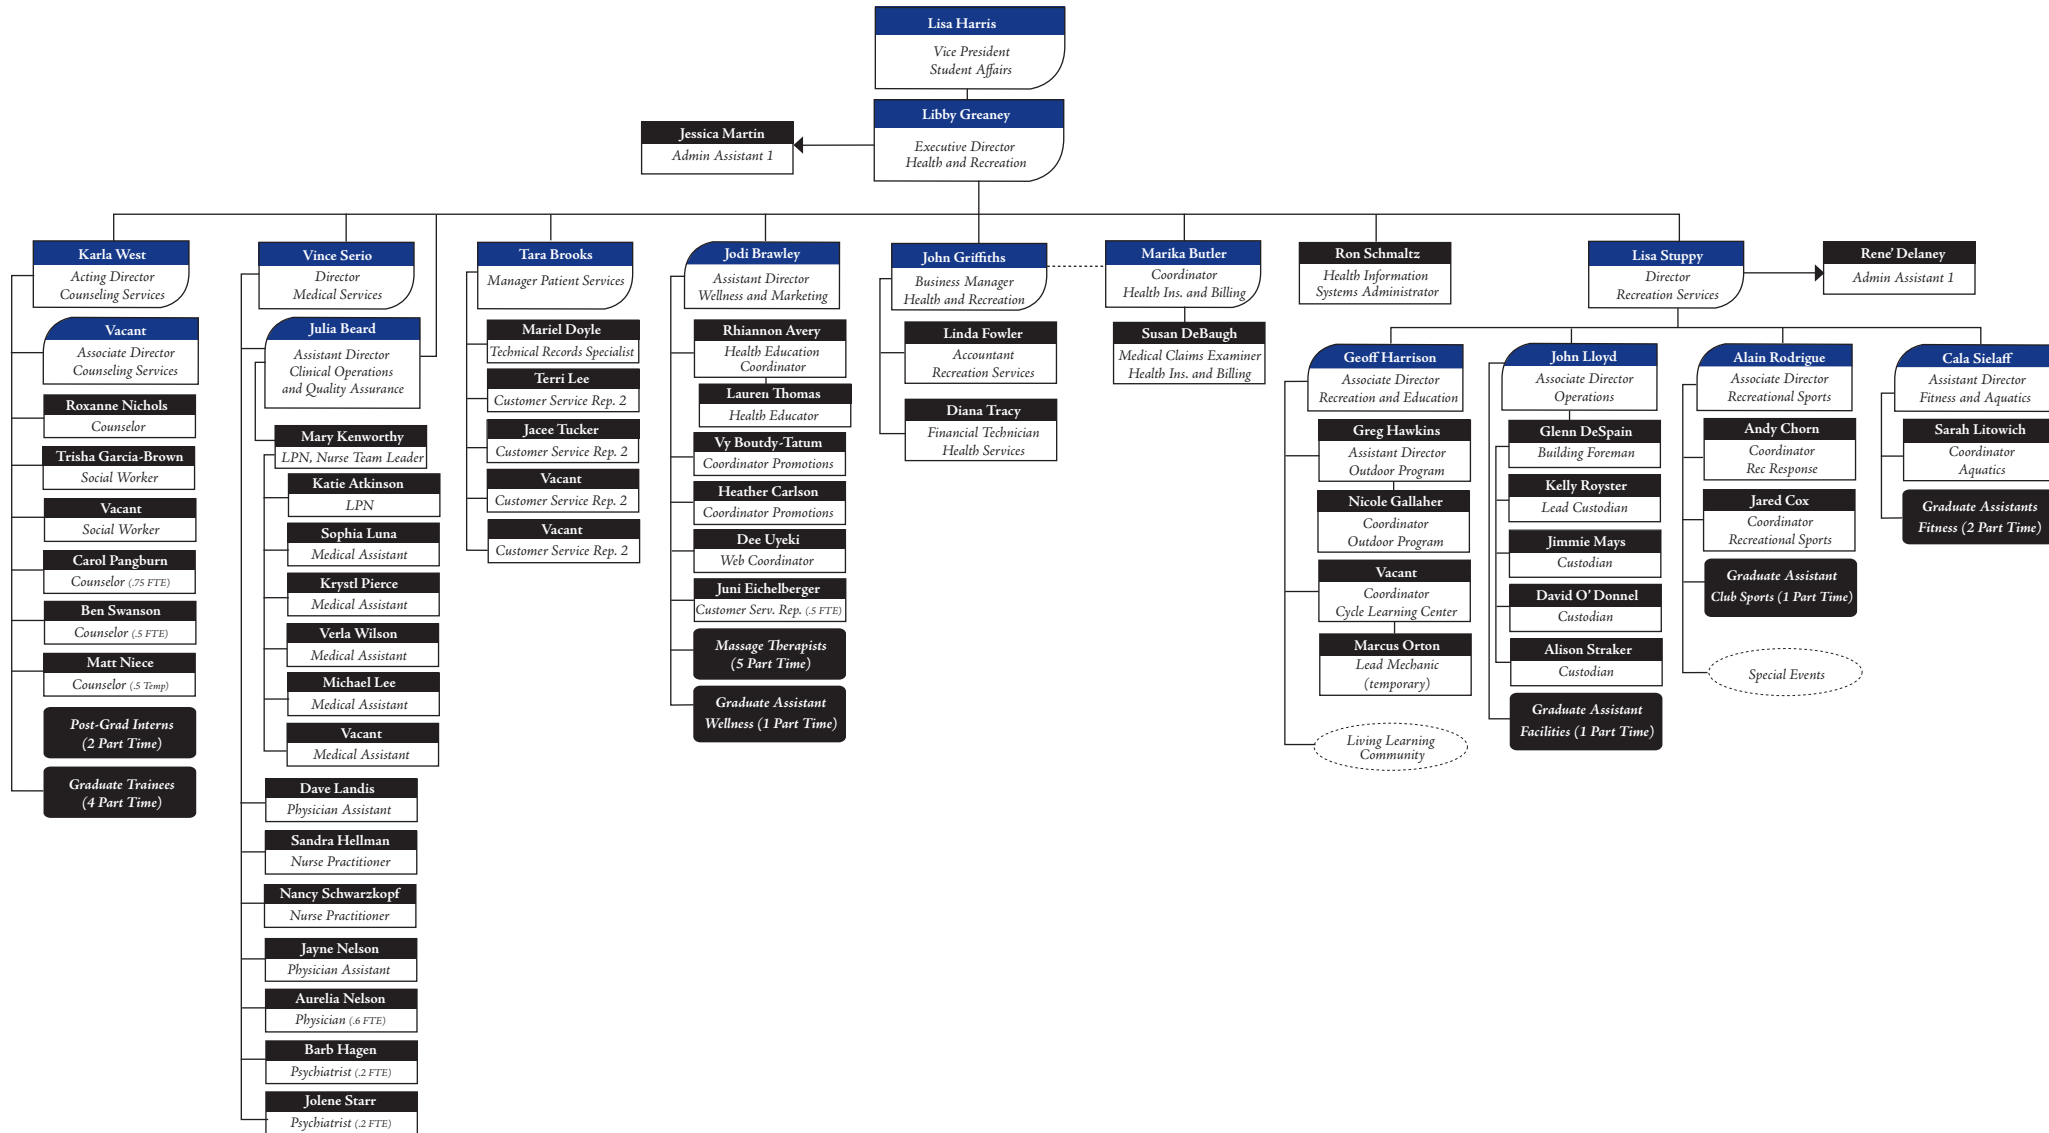 Lisa Harris
Vice President
Student Affairs
Libby Greaney
Executive Director
Health and Recreation
Jessica Martin
Admin Assistant 1
Karla West
Acting Director
Counseling Services
Vacant
Associate Director
Counseling Services
Roxanne Nichols
Counselor
Trisha Garcia-Brown
Social Worker
Vacant
Social Worker
Carol Pangburn
Counselor (.75 FTE)
Ben Swanson
Counselor (.5 FTE)
Matt Niece
Counselor (.5 Temp)
Post-Grad Interns
(2 Part Time)
Graduate Trainees
(4 Part Time)
Vince Serio
Director
Medical Services
Julia Beard
Assistant Director
Clinical Operations
and Quality Assurance
Mary Kenworthy
LPN, Nurse Team Leader
Katie Atkinson
LPN
Sophia Luna
Medical Assistant
Krystl Pierce
Medical Assistant
Verla Wilson
Medical Assistant
Michael Lee
Medical Assistant
Vacant
Medical Assistant
Dave Landis
Physician Assistant
Sandra Hellman
Nurse Practitioner
Nancy Schwarzkopf
Nurse Practitioner
Jayne Nelson
Physician Assistant
Aurelia Nelson
Physician (.6 FTE)
Barb Hagen
Psychiatrist (.2 FTE)
Jolene Starr
Psychiatrist (.2 FTE)
Tara Brooks
Manager Patient Services
Mariel Doyle
Technical Records Specialist
Terri Lee
Customer Service Rep. 2
Jacee Tucker
Customer Service Rep. 2
Vacant
Customer Service Rep. 2
Vacant
Customer Service Rep. 2
Jodi Brawley
Assistant Director
Wellness and Marketing
Rhiannon Avery
Health Education
Coordinator
Lauren Thomas
Health Educator
Vy Boutdy-Tatum
Coordinator Promotions
Heather Carlson
Coordinator Promotions
Dee Uyeki
Web Coordinator
Juni Eichelberger
Customer Serv. Rep. (.5 FTE)
Massage Therapists
(5 Part Time)
Graduate Assistant
Wellness (1 Part Time)
John Griffiths
Business Manager
Health and Recreation
Linda Fowler
Accountant
Recreation Services
Diana Tracy
Financial Technician
Health Services
Marika Butler
Coordinator
Health Ins. and Billing
Susan DeBaugh
Medical Claims Examiner
Health Ins. and Billing
Ron Schmaltz
Health Information
Systems Administrator
Lisa Stuppy
Director
Recreation Services
Rene' Delaney
Admin Assistant 1
Geoff Harrison
Associate Director
Recreation and Education
Greg Hawkins
Assistant Director
Outdoor Program
Nicole Gallaher
Coordinator
Outdoor Program
Vacant
Coordinator
Cycle Learning Center
Marcus Orton
Lead Mechanic
(temporary)
Living Learning
Community
John Lloyd
Associate Director
Operations
Glenn DeSpain
Building Foreman
Kelly Royster
Lead Custodian
Jimmie Mays
Custodian
David O' Donnel
Custodian
Alison Straker
Custodian
Graduate Assistant
Facilities (1 Part Time)
Alain Rodrigue
Associate Director
Recreational Sports
Andy Chorn
Coordinator
Rec Response
Jared Cox
Coordinator
Recreational Sports
Graduate Assistant
Club Sports (1 Part Time)
Special Events
Cala Sielaff
Assistant Director
Fitness and Aquatics
Sarah Litowich
Coordinator
Aquatics
Graduate Assistants
Fitness (2 Part Time)